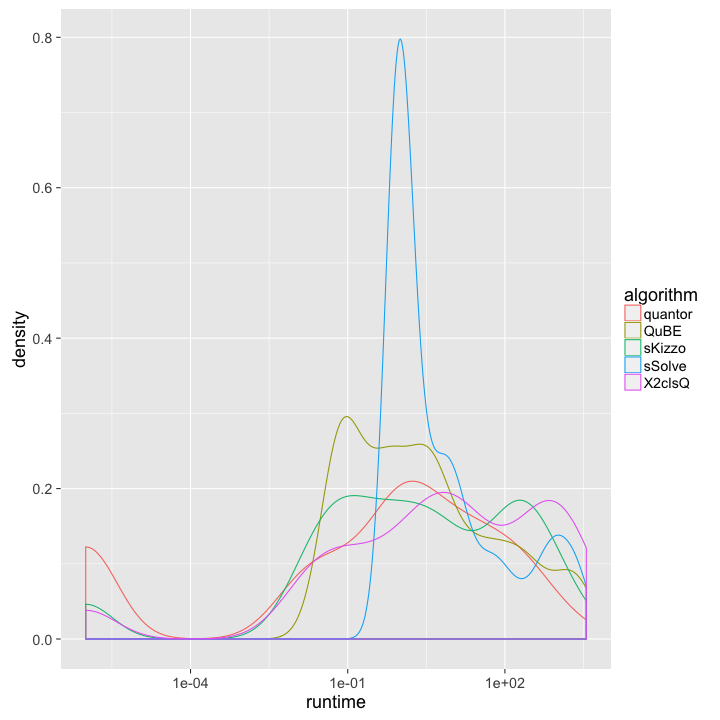 0.8
0.6
0.4
0.2
0.0
density
1e-04
1e-01
1e+02
runtime
algorithm
quantor
QuBE
sKizzo
sSolve
X2clsQ